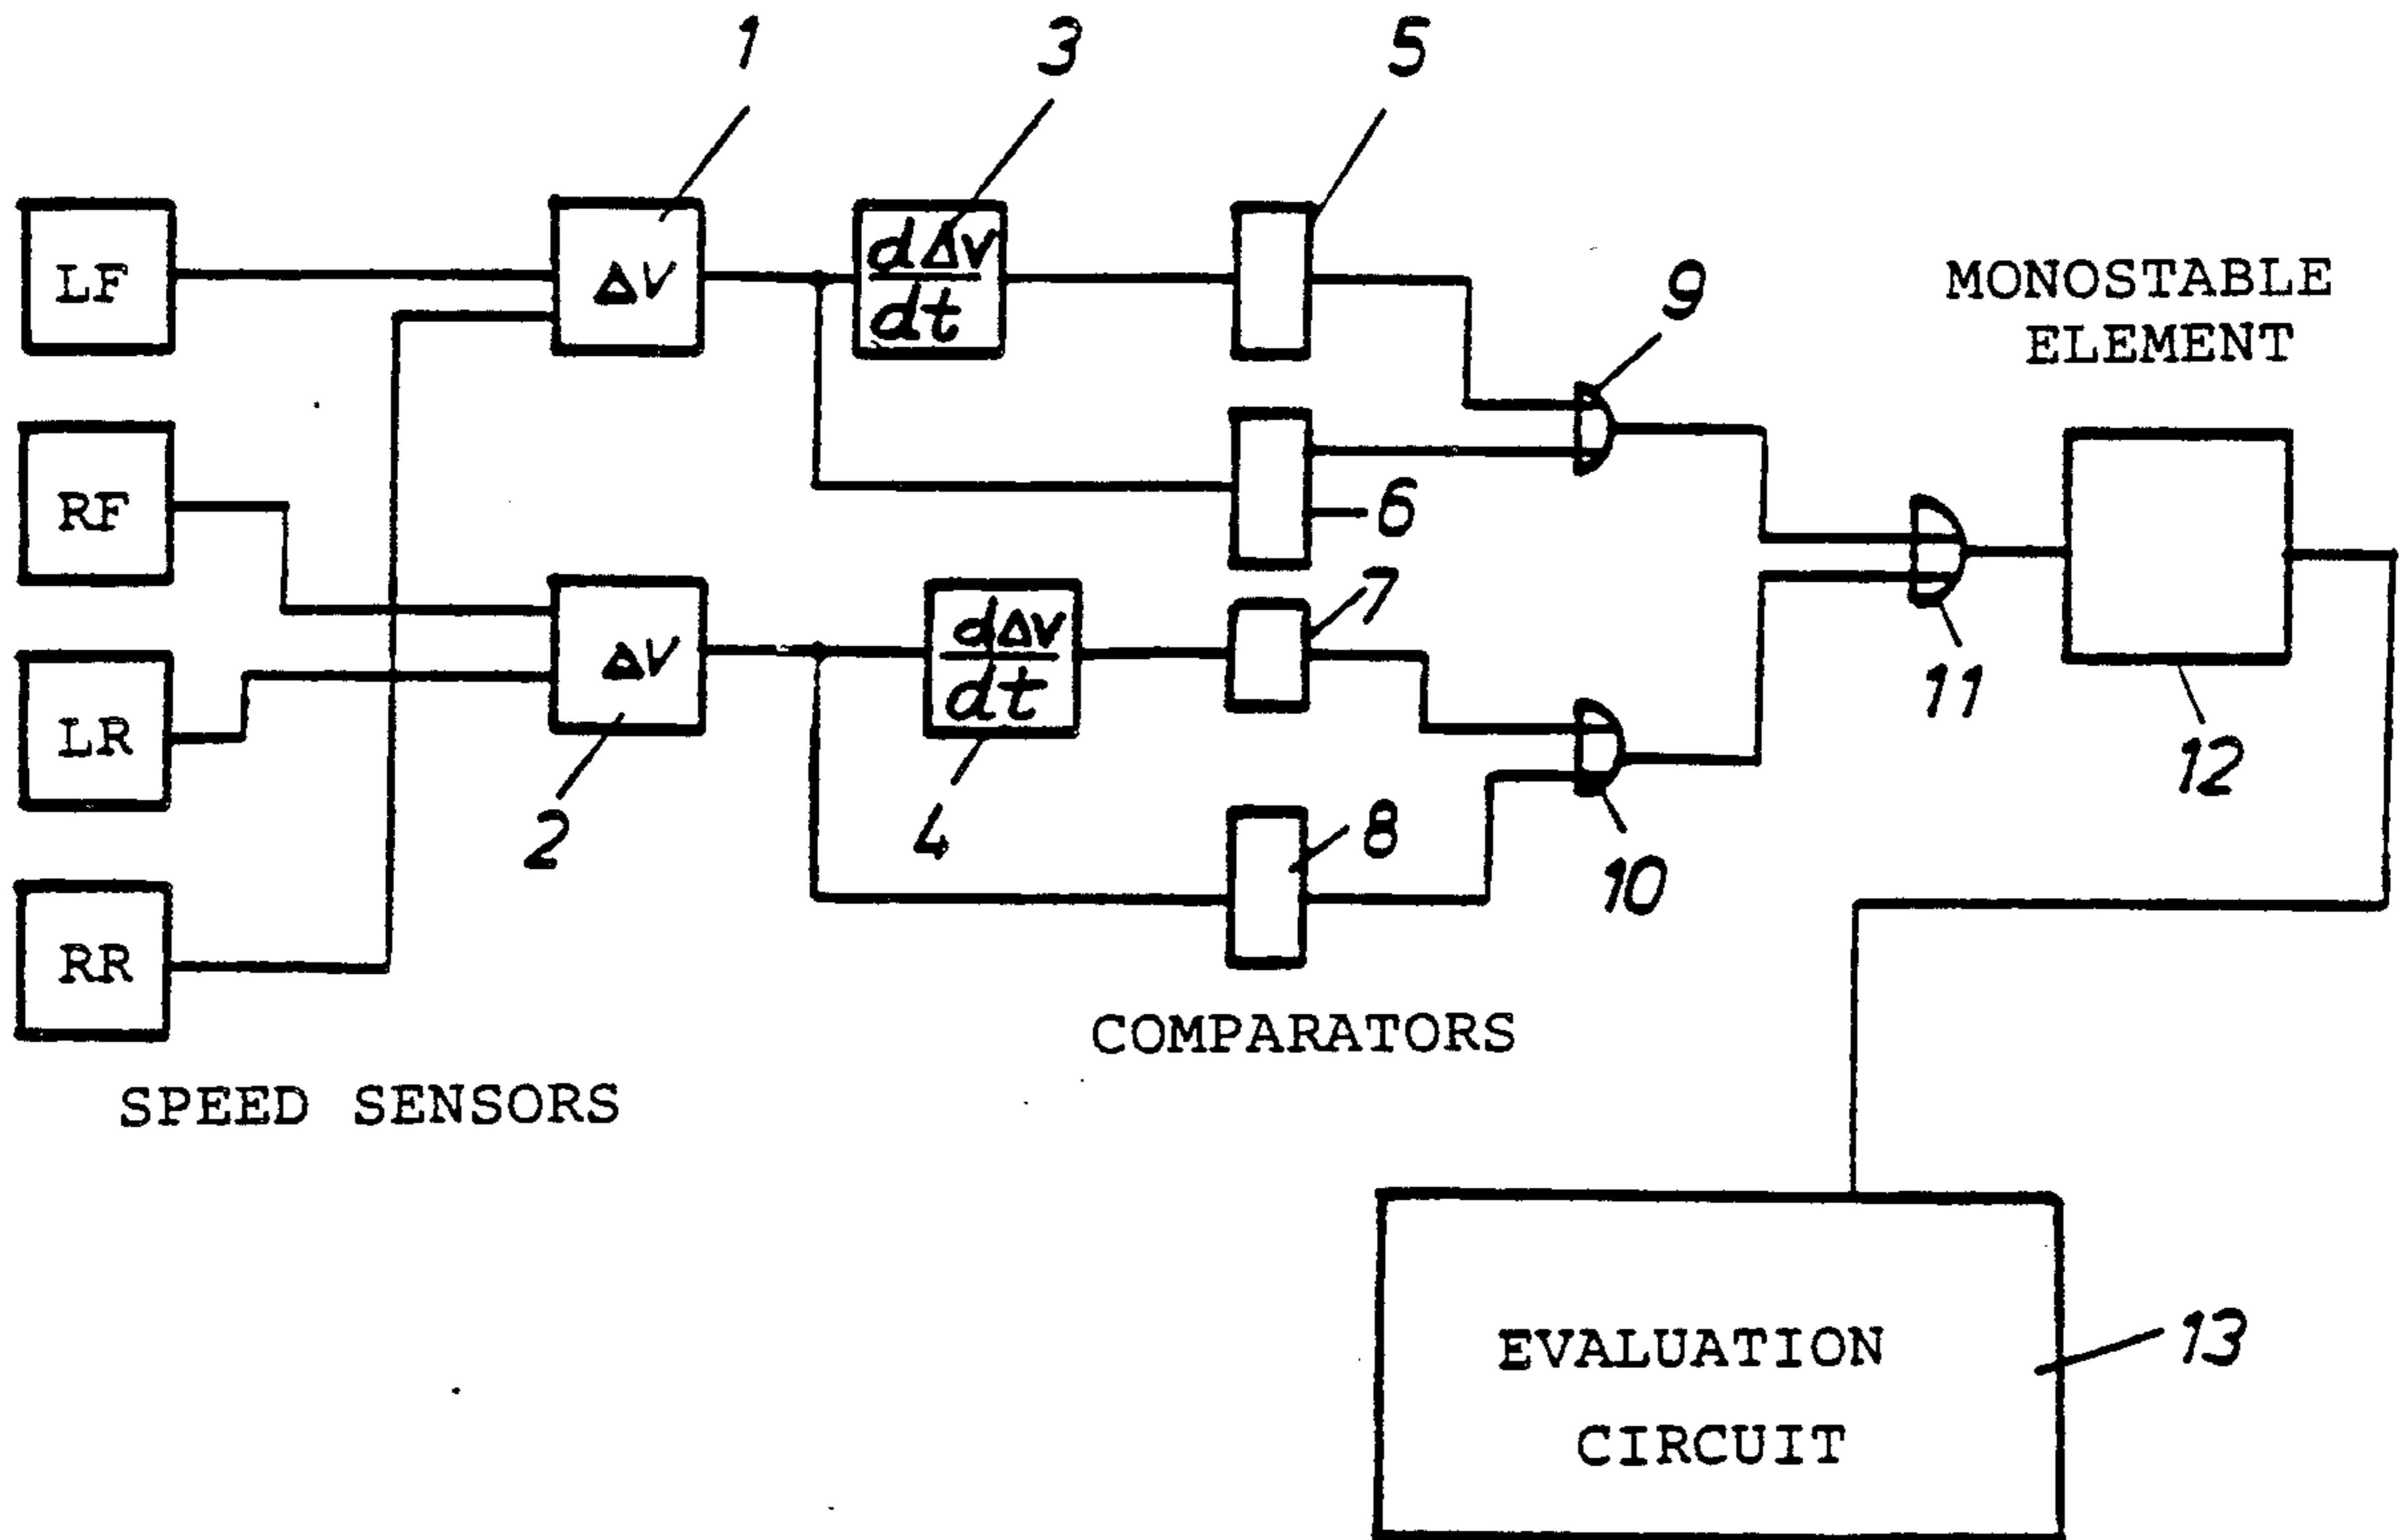 1
3
5
LF
ΔV
dΔv
dt
9
MONOSTABLE
ELEMENT
RF
6
7
LR
ΔV
dΔv
dt
11
12
2
4
8
10
RR
COMPARATORS
SPEED SENSORS
EVALUATION
CIRCUIT
13